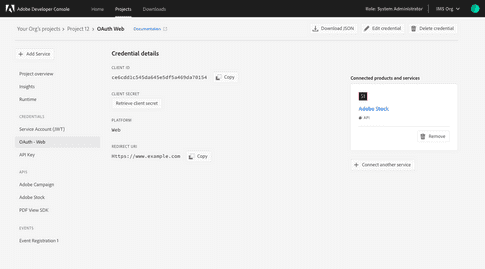 Adobe Developer Console
Home
Projects
Downloads
Role: System Administrator
IMS Org
Your Org's projects
Project 12
OAuth Web
Documentation
Download JSON
Edit credential
Delete credential
Add Service
Project overview
Insights
Runtime
CREDENTIALS
Service Account (JWT)
OAuth - Web
API Key
APIS
Adobe Campaign
Adobe Stock
PDF View SDK
EVENTS
Event Registration 1
Credential details
CLIENT ID
Copy
CLIENT SECRET
Retrieve client secret
PLATFORM
Web
REDIRECT URI
Https://www.example.com
Copy
Connected products and services
St
Adobe Stock
API
Remove
Connect another service